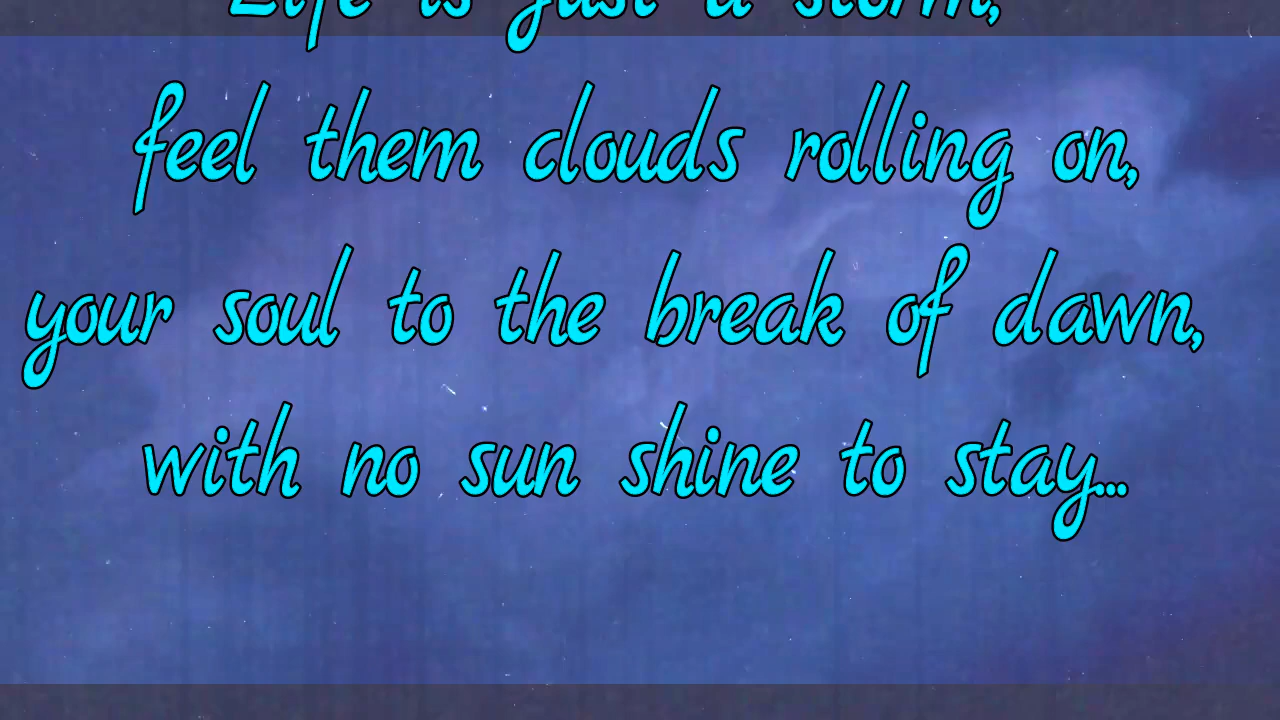 Life is just a storm,
feel them clouds rolling on,
your soul to the break of dawn,
with no sun shine to stay...